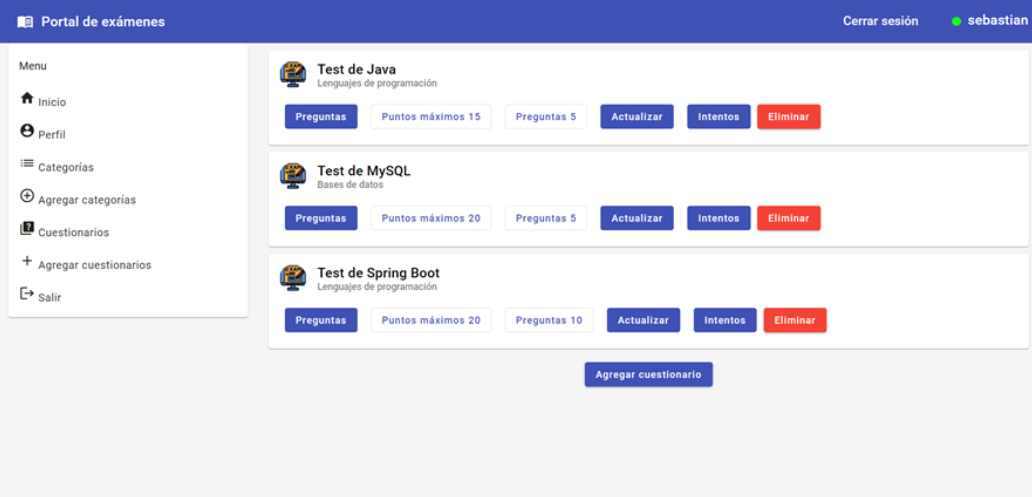 Portal de exámenes
Cerrar sesión
sebastian
Menu
Inicio
Perfil
Categorías
Agregar categorías
Cuestionarios
Agregar cuestionarios
Salir
Test de Java
Lenguajes de programación
Preguntas Puntos máximos 15 Preguntas 5 Actualizar Intentos Eliminar
Test de MySQL
Bases de datos
Preguntas Puntos máximos 20 Preguntas 5 Actualizar Intentos Eliminar
Test de Spring Boot
Lenguajes de programación
Preguntas Puntos máximos 20 Preguntas 10 Actualizar Intentos Eliminar
Agregar cuestionario